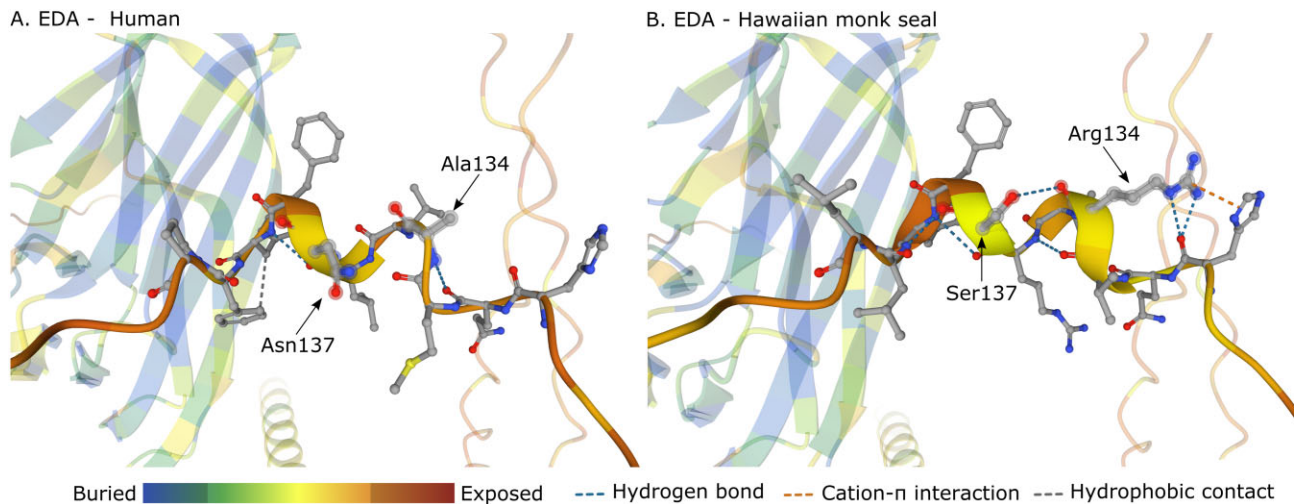 A. EDA - Human
B. EDA - Hawaiian monk seal
Ala134
Asn137
Arg134
Ser137
Buried
Exposed
Hydrogen bond
Cation-π interaction
Hydrophobic contact